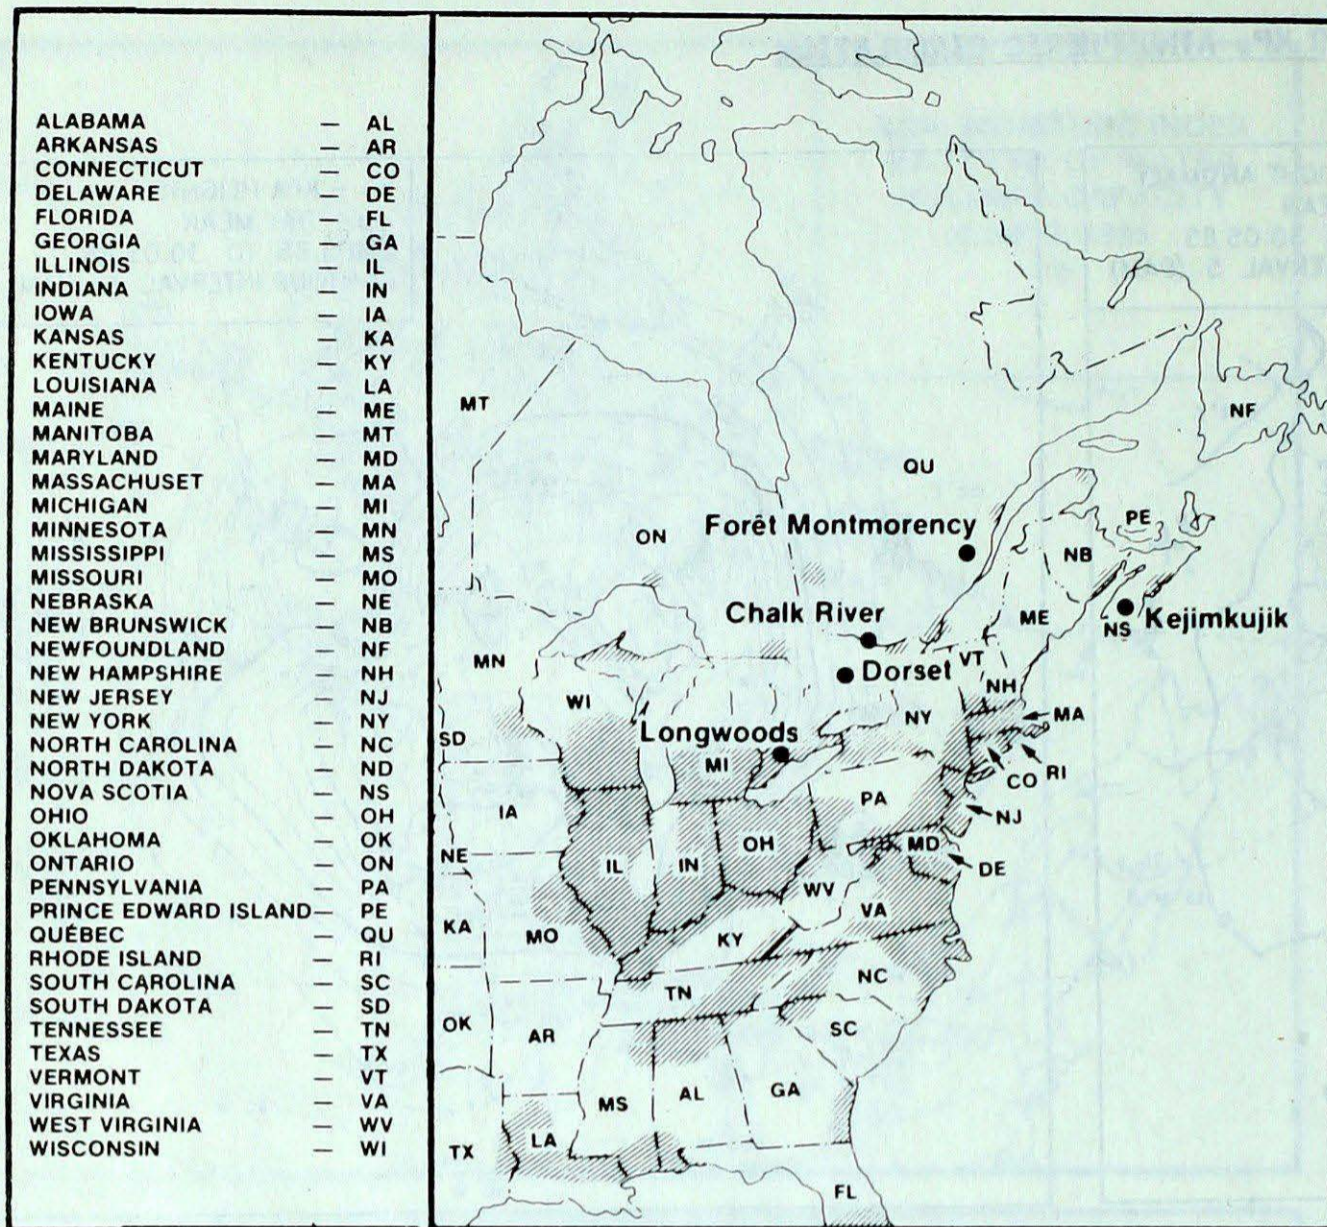 ALABAMA — AL
ARKANSAS — AR
CONNECTICUT — CO
DELAWARE — DE
FLORIDA — FL
GEORGIA — GA
ILLINOIS — IL
INDIANA — IN
IOWA — IA
KANSAS — KA
KENTUCKY — KY
LOUISIANA — LA
MAINE — ME
MANITOBA — MT
MARYLAND — MD
MASSACHUSET — MA
MICHIGAN — MI
MINNESOTA — MN
MISSISSIPPI — MS
MISSOURI — MO
NEBRASKA — NE
NEW BRUNSWICK — NB
NEWFOUNDLAND — NF
NEW HAMPSHIRE — NH
NEW JERSEY — NJ
NEW YORK — NY
NORTH CAROLINA — NC
NORTH DAKOTA — ND
NOVA SCOTIA — NS
OHIO — OH
OKLAHOMA — OK
ONTARIO — ON
PENNSYLVANIA — PA
PRINCE EDWARD ISLAND — PE
QUÉBEC — QU
RHODE ISLAND — RI
SOUTH CAROLINA — SC
SOUTH DAKOTA — SD
TENNESSEE — TN
TEXAS — TX
VERMONT — VT
VIRGINIA — VA
WEST VIRGINIA — WV
WISCONSIN — WI
MT
NF
QU
PE
Forêt Montmorency
ON
NB
Chalk River
ME
NS
Kejimkujik
MN
VT
Dorset
NH
WI
NY
MA
SD
Longwoods
MI
RI
CO
PA
IA
NJ
OH
MD
NE
IL
IN
DE
WV
VA
KA
MO
KY
NC
TN
OK
AR
SC
MS
AL
GA
LA
TX
FL